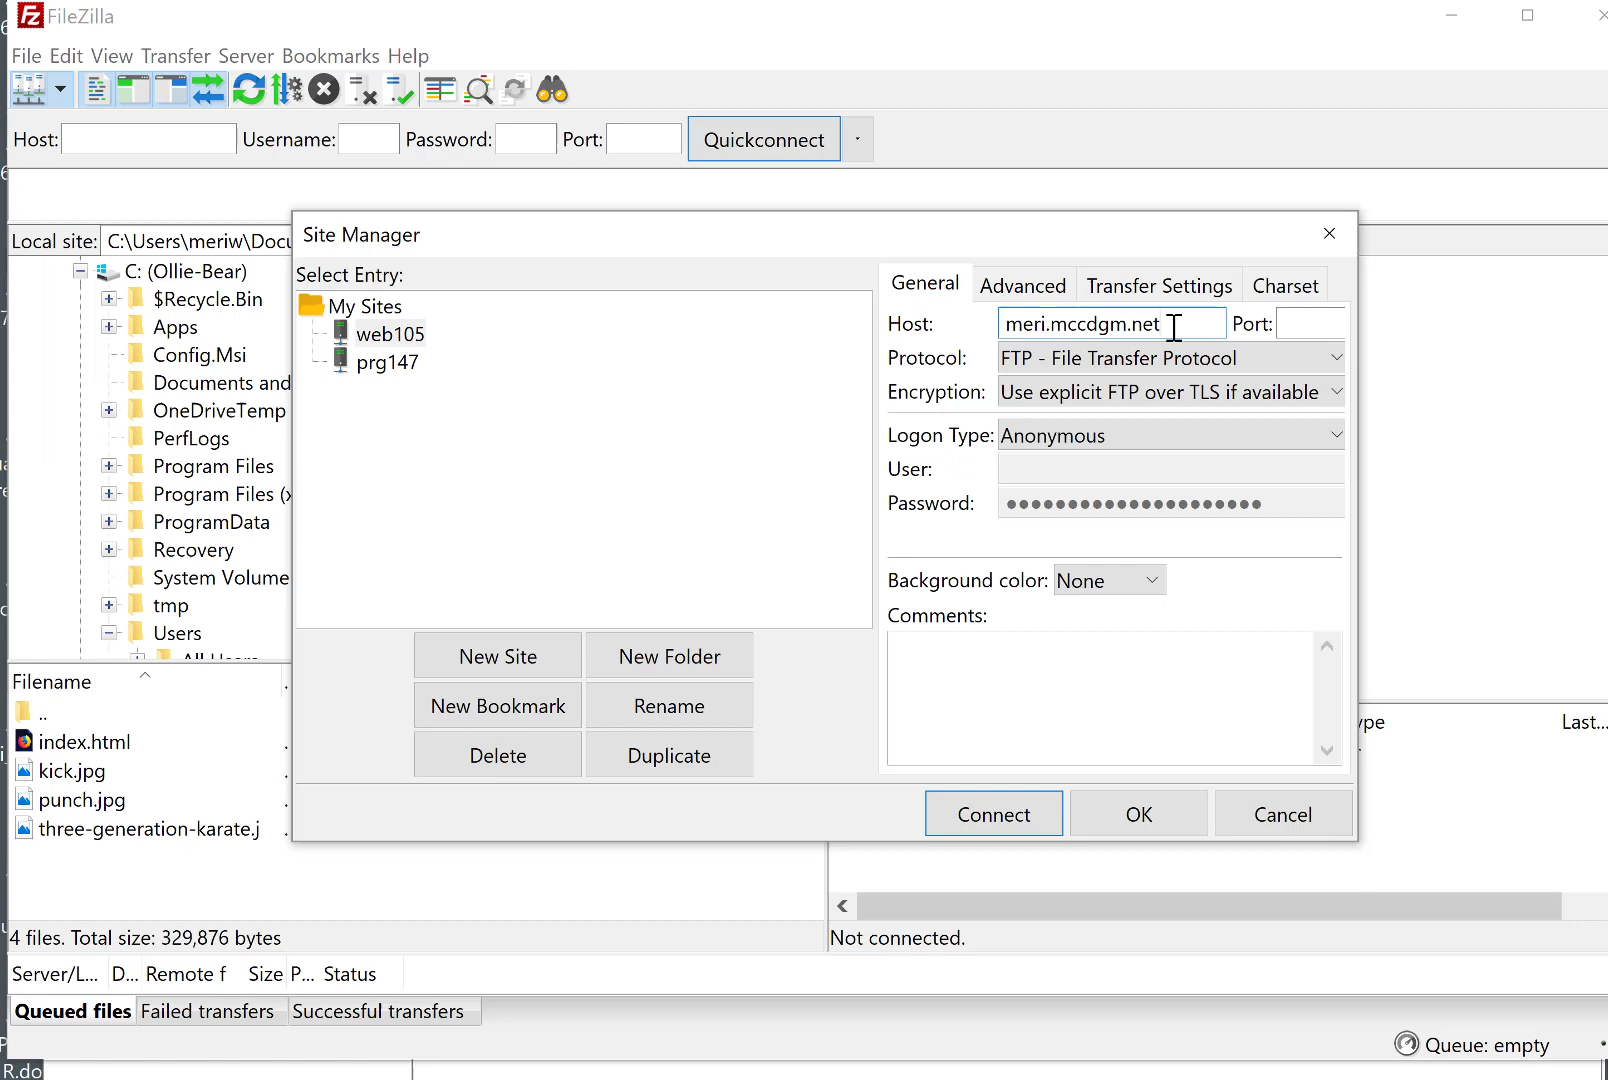 FileZilla
File Edit View Transfer Server Bookmarks Help
Host: Username: Password: Port: Quickconnect
Local site: C:\Users\meriw\Docu
C: (Ollie-Bear)
$Recycle.Bin
Apps
Config.Msi
Documents and
OneDriveTemp
PerfLogs
Program Files
Program Files (x
ProgramData
Recovery
System Volume
tmp
Users
Filename
..
index.html
kick.jpg
punch.jpg
three-generation-karate.j
4 files. Total size: 329,876 bytes
Site Manager
Select Entry:
My Sites
web105
prg147
New Site New Folder
New Bookmark Rename
Delete Duplicate
General Advanced Transfer Settings Charset
Host: meri.mccdgm.net Port:
Protocol: FTP - File Transfer Protocol
Encryption: Use explicit FTP over TLS if available
Logon Type: Anonymous
User:
Password: ●●●●●●●●●●●●●●●●●●●●●
Background color: None
Comments:
Connect OK Cancel
ype Last...
Not connected.
Server/L... D... Remote f Size P... Status
Queued files Failed transfers Successful transfers
Queue: empty
R.do